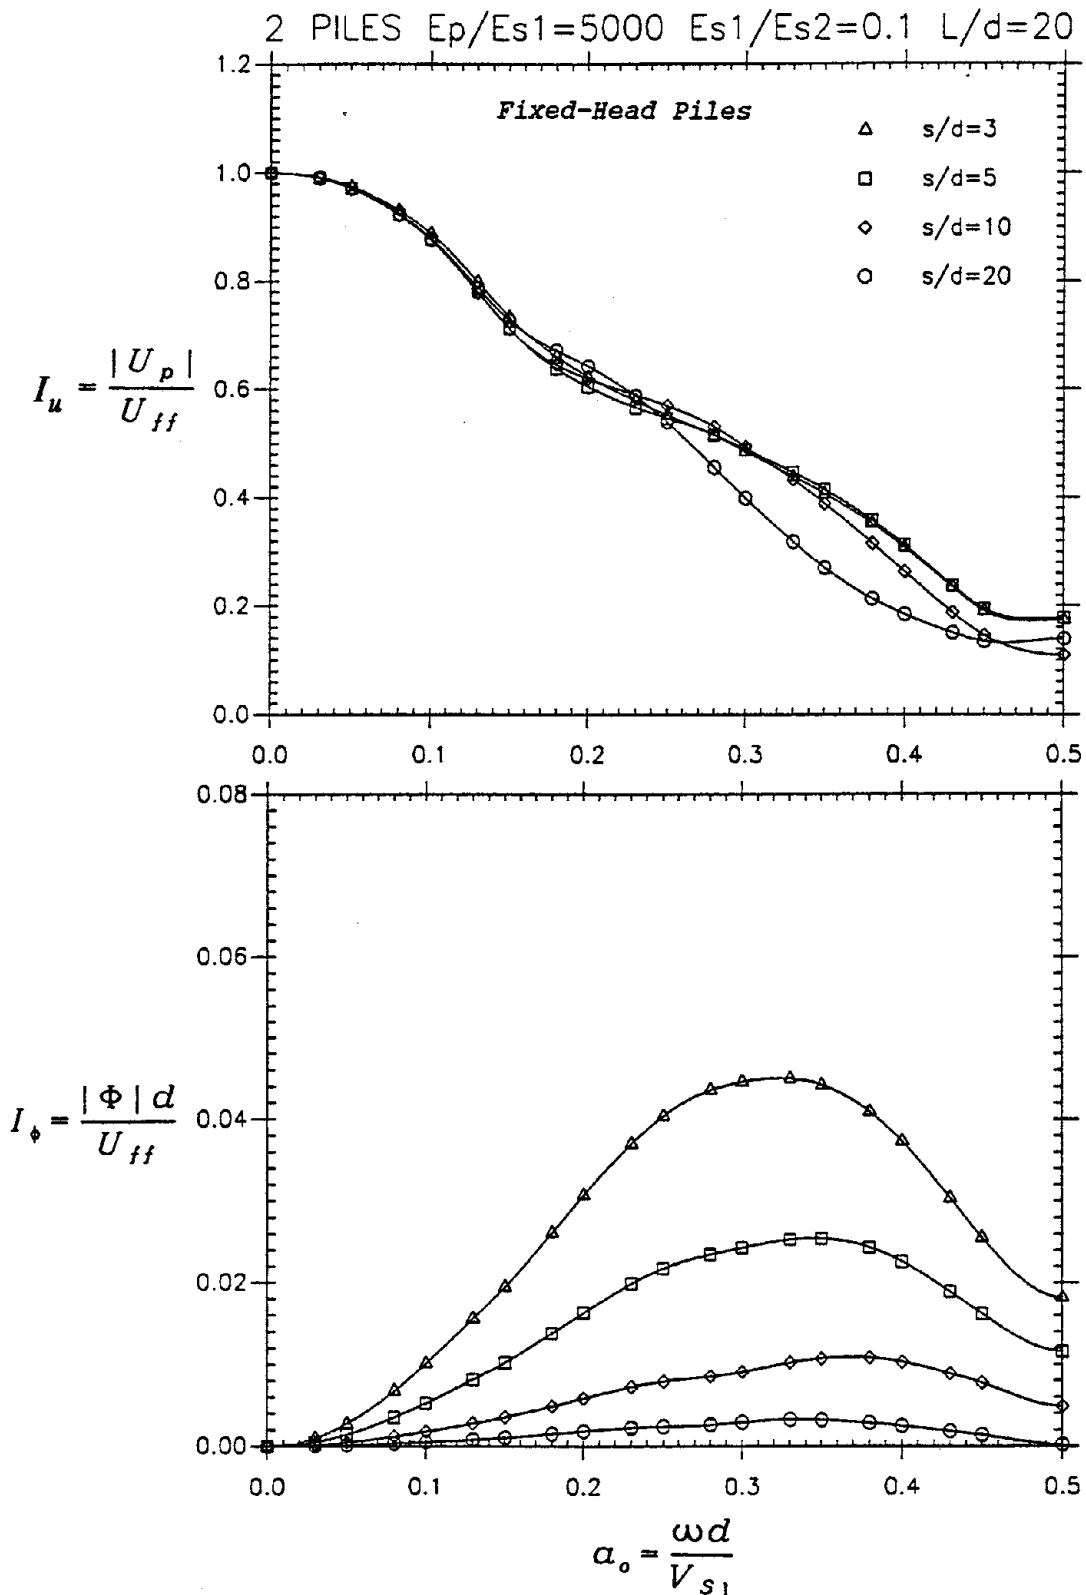 2 PILES Ep/Es1=5000 Es1/Es2=0.1 L/d=20
1.2
Fixed-Head Piles
s/d=3
s/d=5
s/d=10
s/d=20
1.0
0.8
0.6
0.4
0.2
0.0
I_u = |U_p| / U_ff
0.0 0.1 0.2 0.3 0.4 0.5
0.08
0.06
0.04
0.02
0.00
I_ϕ = |Φ|d / U_ff
0.0 0.1 0.2 0.3 0.4 0.5
a_o = ωd / V_s1